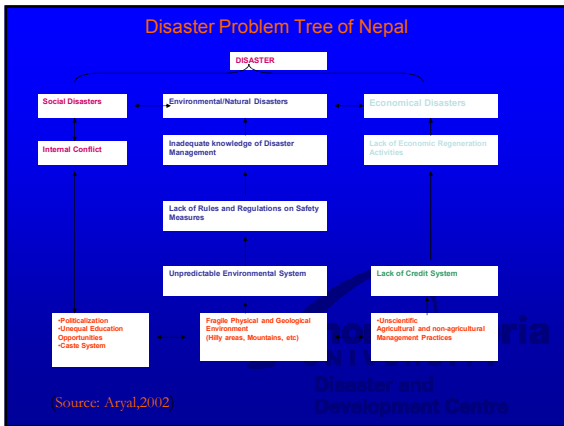 Disaster Problem Tree of Nepal
DISASTER
Social Disasters
Environmental/Natural Disasters
Economical Disasters
Internal Conflict
Inadequate knowledge of Disaster
Management
Lack of Economic Regeneration
Activities
Lack of Rules and Regulations on Safety
Measures
Unpredictable Environmental System
Lack of Credit System
•Politicalization
•Unequal Education
Opportunities
•Caste System
Fragile Physical and Geological
Environment
(Hilly areas, Mountains, etc)
•Unscientific
Agricultural and non-agricultural
Management Practices
(Source: Aryal,2002)
Disaster and
Development Centre